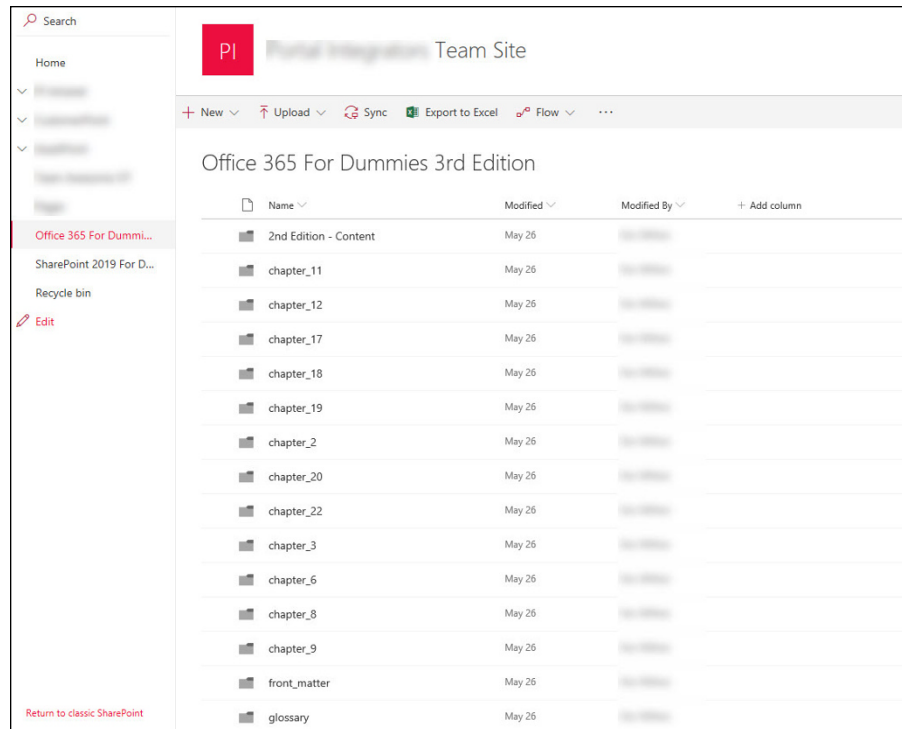 Search
Home
Office 365 For Dummi...
SharePoint 2019 For D...
Recycle bin
Edit
Return to classic SharePoint
PI
Team Site
New
Upload
Sync
Export to Excel
Flow
...
Office 365 For Dummies 3rd Edition
Name Modified Modified By + Add column
2nd Edition - Content May 26
chapter_11 May 26
chapter_12 May 26
chapter_17 May 26
chapter_18 May 26
chapter_19 May 26
chapter_2 May 26
chapter_20 May 26
chapter_22 May 26
chapter_3 May 26
chapter_6 May 26
chapter_8 May 26
chapter_9 May 26
front_matter May 26
glossary May 26